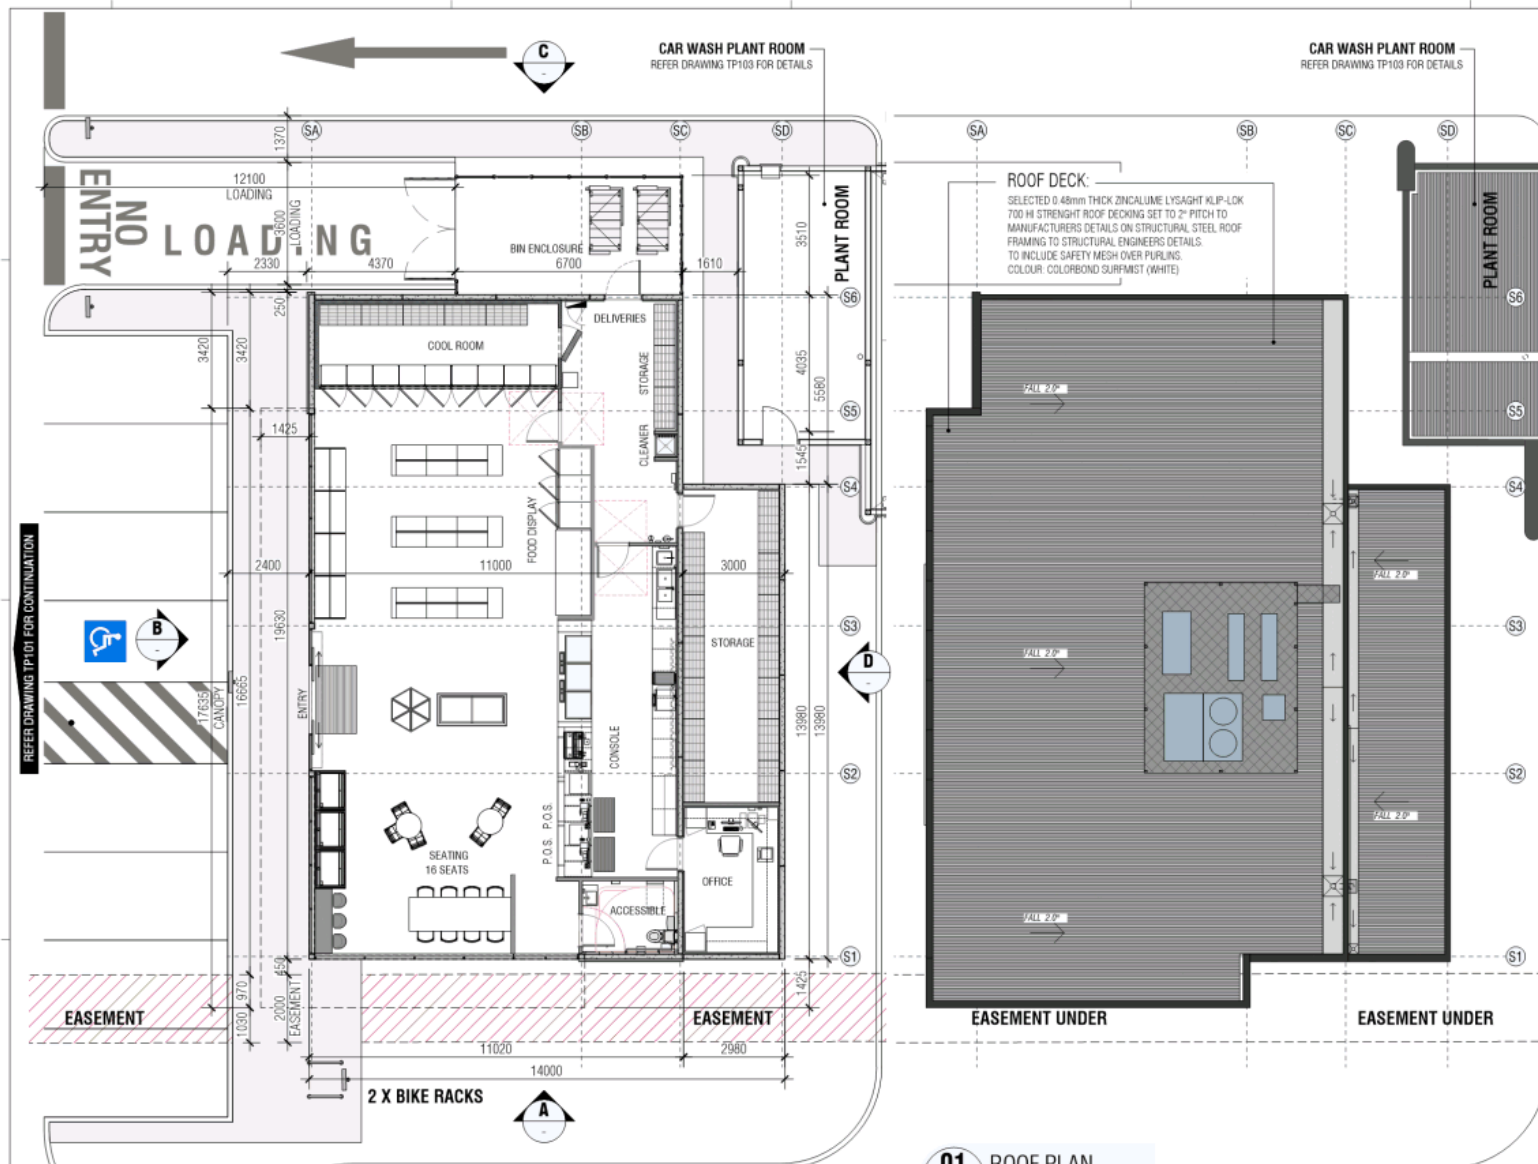 C
-
CAR WASH PLANT ROOM
REFER DRAWING TP103 FOR DETAILS
CAR WASH PLANT ROOM
REFER DRAWING TP103 FOR DETAILS
SA
SB
SC
SD
SA
SB
SC
SD
1370
12100
LOADING
NO
ENTRY
LOADING
3600
LOADING
BIN ENCLOSURE
2330
4370
6700
1610
3510
PLANT ROOM
ROOF DECK:
SELECTED 0.48mm THICK ZINCALUME LYSAGHT KLIP-LOK
700 HI STRENGHT ROOF DECKING SET TO 2° PITCH TO
MANUFACTURERS DETAILS ON STRUCTURAL STEEL ROOF
FRAMING TO STRUCTURAL ENGINEERS DETAILS.
TO INCLUDE SAFETY MESH OVER PURLINS.
COLOUR: COLORBOND SURFMIST (WHITE)
PLANT ROOM
S6
S6
250
3420
3420
DELIVERIES
COOL ROOM
STORAGE
4035
5580
FALL 2.0°
S5
S5
1425
CLEANER
1545
S4
S4
FOOD DISPLAY
REFER DRAWING TP101 FOR CONTINUATION
2400
11000
3000
FALL 2.0°
B
-
19630
S3
S3
STORAGE
D
-
FALL 2.0°
ENTRY
17635
CANOPY
16665
13980
13980
CONSOLE
S2
S2
P.O.S.
P.O.S.
FALL 2.0°
SEATING
16 SEATS
OFFICE
ACCESSIBLE
FALL 2.0°
S1
S1
450
970
1425
EASEMENT
1030
2000
EASEMENT
EASEMENT
EASEMENT UNDER
EASEMENT UNDER
11020
2980
14000
2 X BIKE RACKS
A
-
01
ROOF PLAN